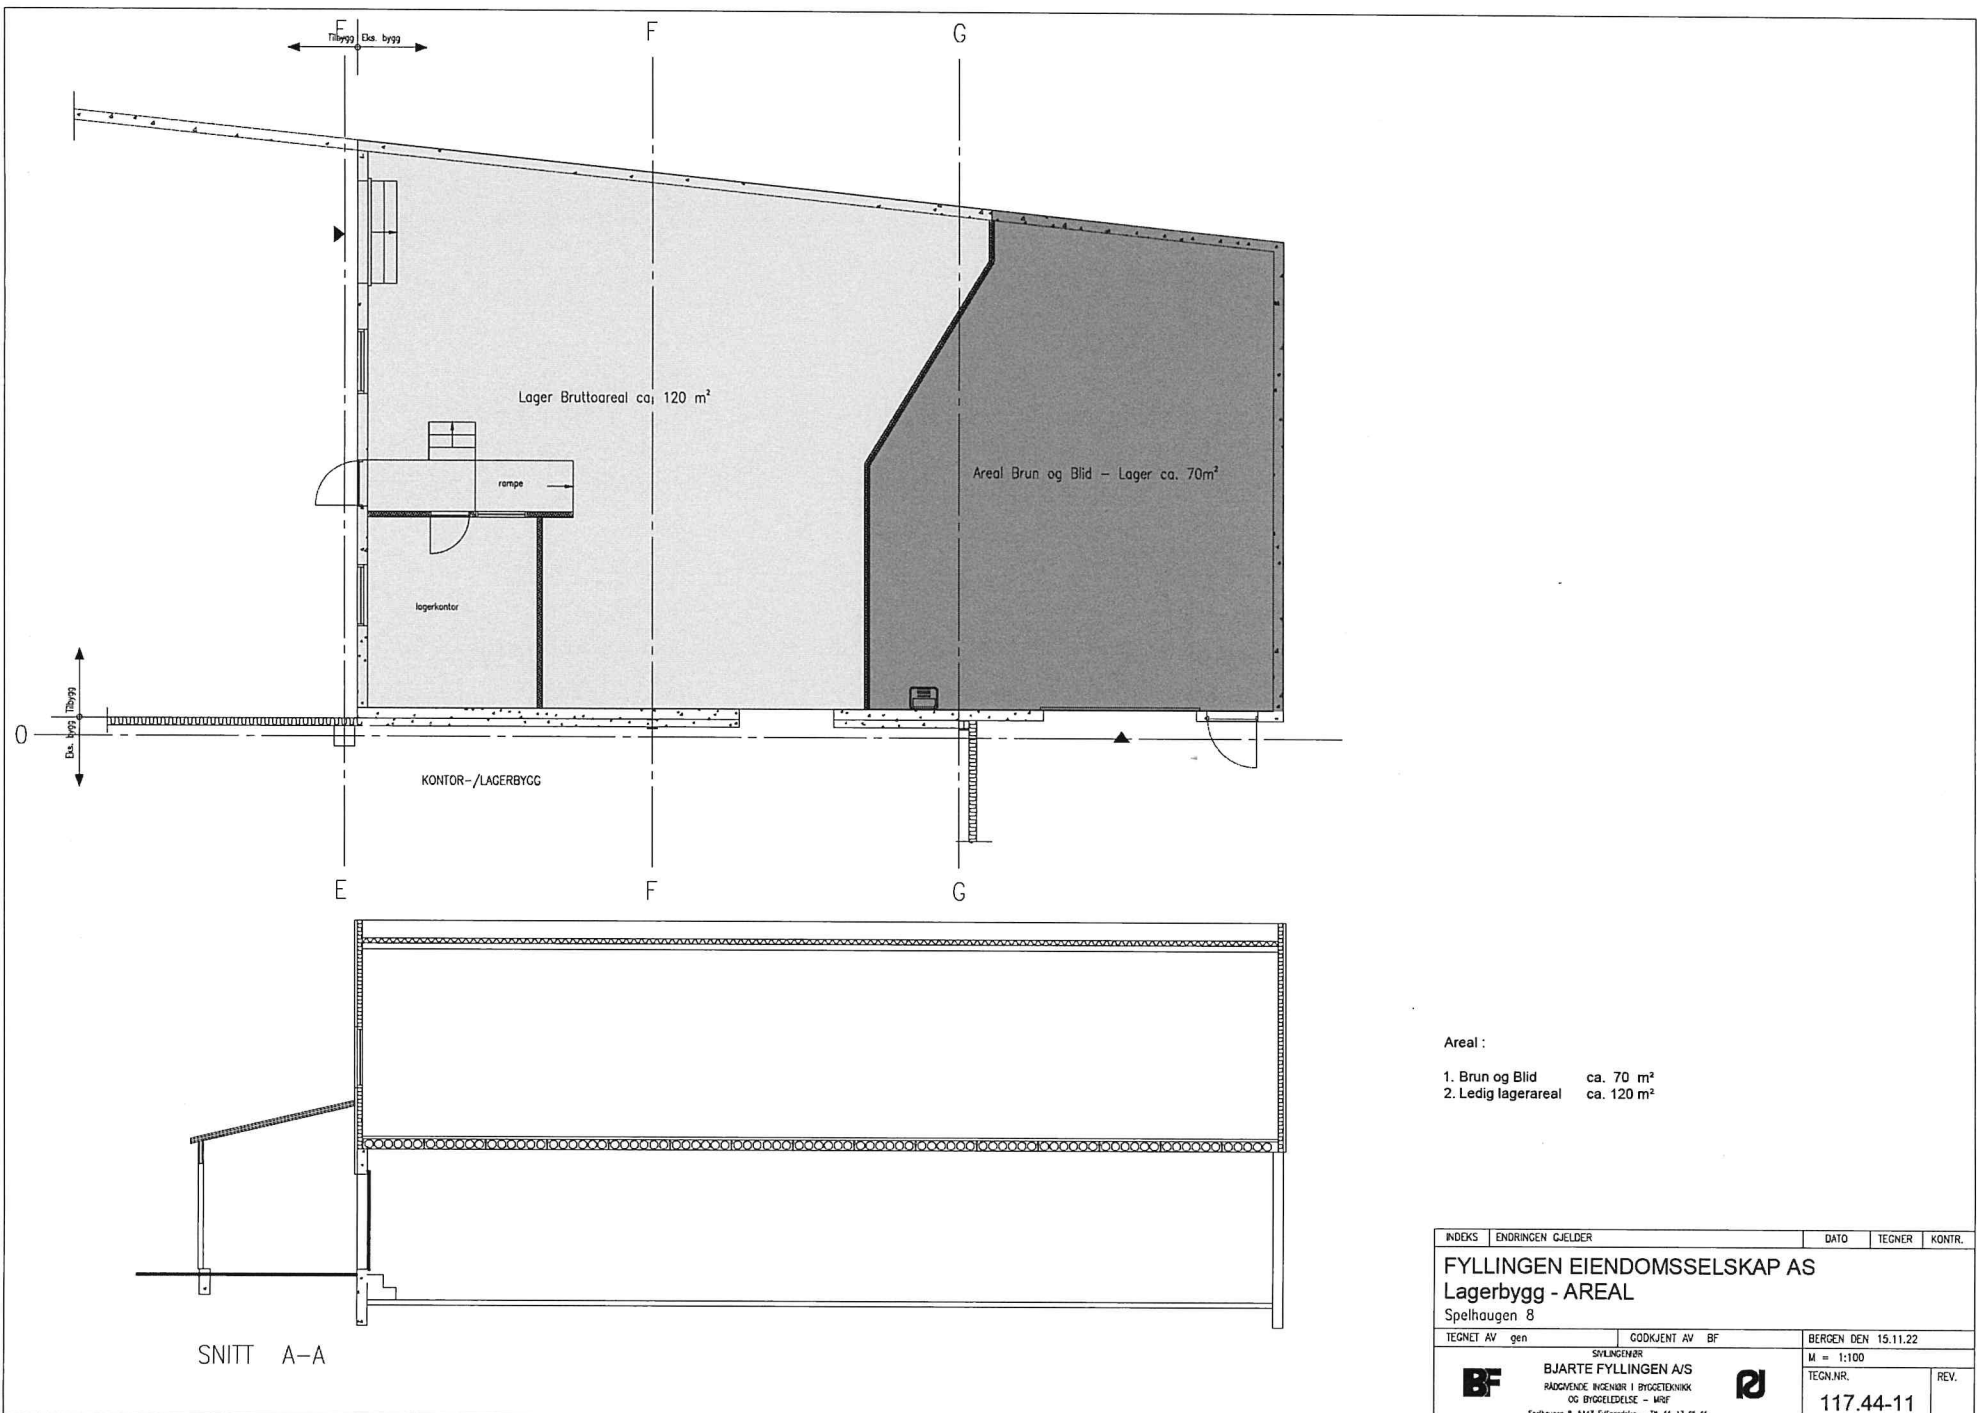 E F G
Tilbygg Eks. bygg
Lager Bruttoareal ca. 120 m²
Areal Brun og Blid – Lager ca. 70m²
rampe
lagerkontor
Tilbygg
Eks. bygg
O
KONTOR-/LAGERBYGG
E F G
SNITT A-A
Areal :
1. Brun og Blid ca. 70 m²
2. Ledig lagerareal ca. 120 m²
INDEKS ENDRINGEN GJELDER DATO TEGNER KONTR.
FYLLINGEN EIENDOMSSELSKAP AS
Lagerbygg - AREAL
Spelhaugen 8
TEGNET AV gen GODKJENT AV BF BERGEN DEN 15.11.22
M = 1:100
SIVILINGENIØR
BF BJARTE FYLLINGEN A/S
RÅDGIVENDE INGENIØR I BYGGETEKNIKK
OG BYGGELEDELSE – MRIF
TEGN.NR. REV.
117.44-11